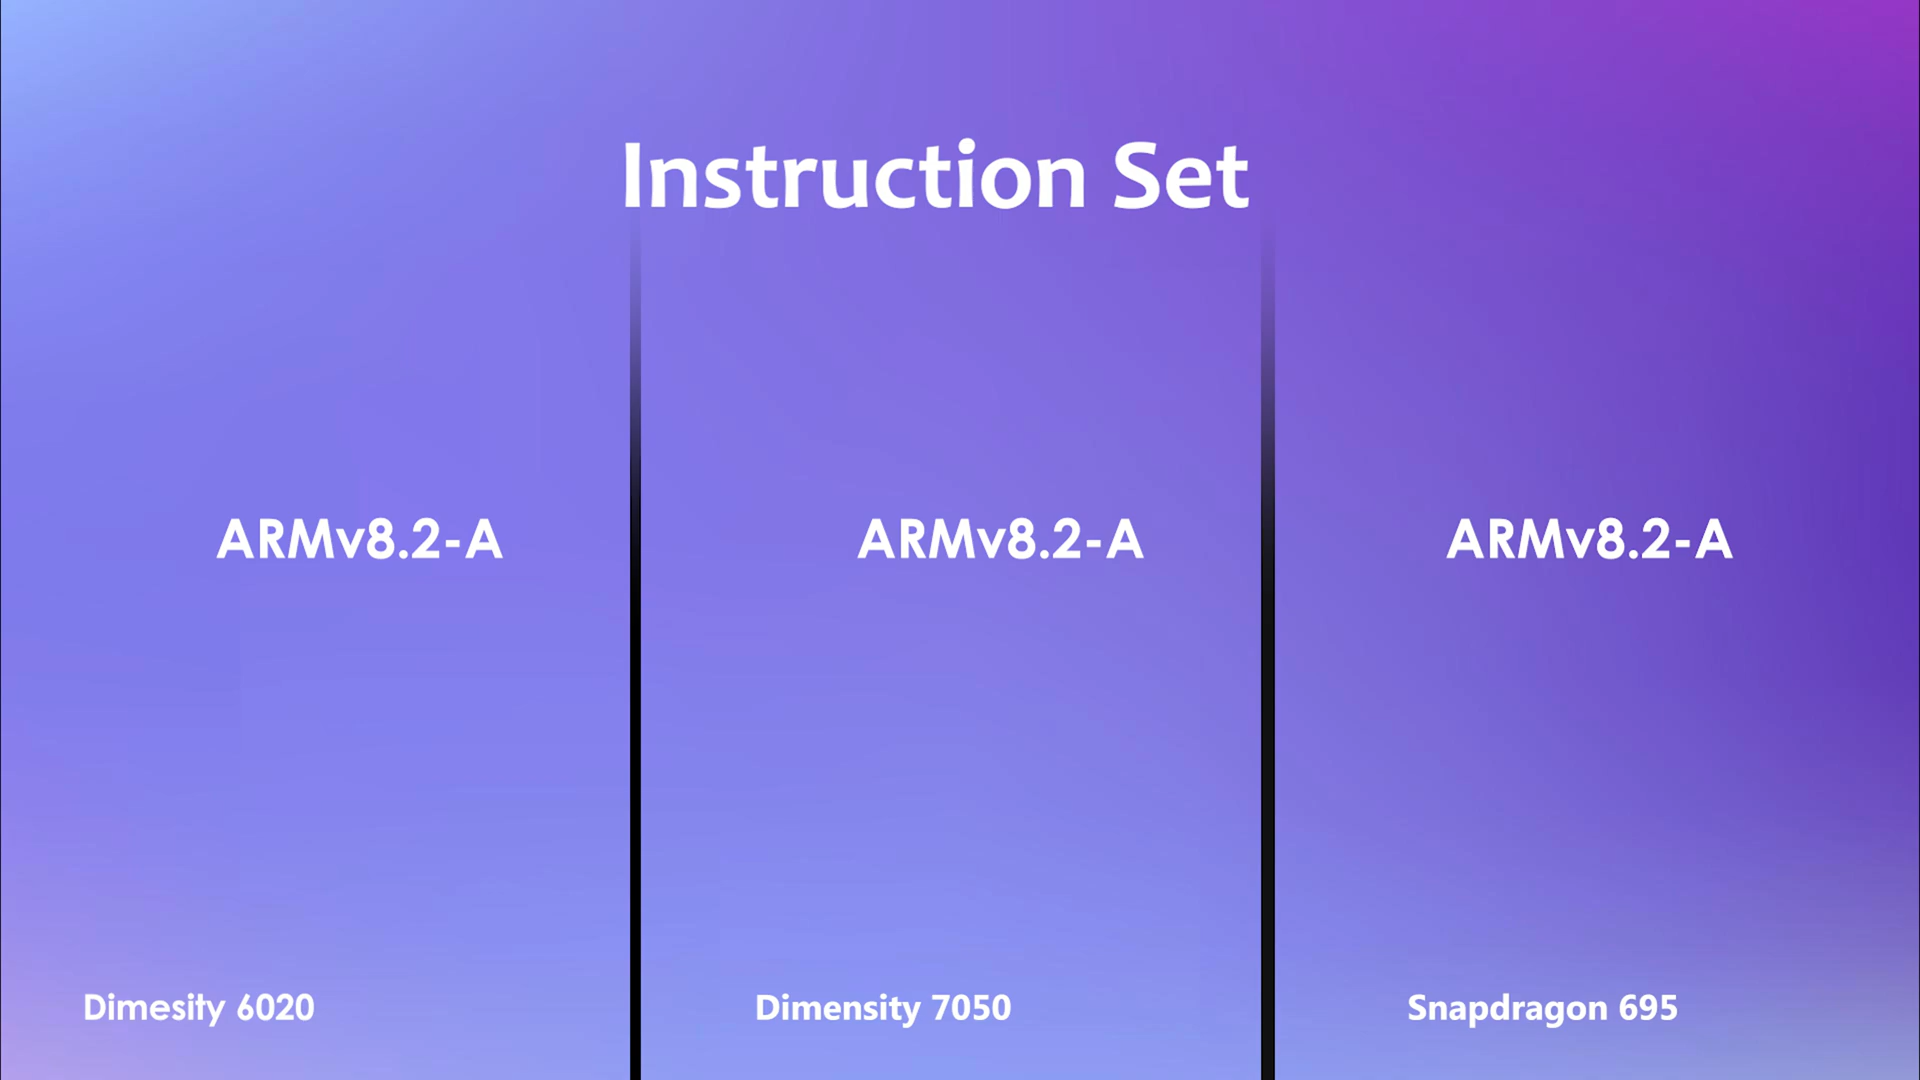 Instruction Set
ARMv8.2-A
ARMv8.2-A
ARMv8.2-A
Dimesity 6020
Dimensity 7050
Snapdragon 695